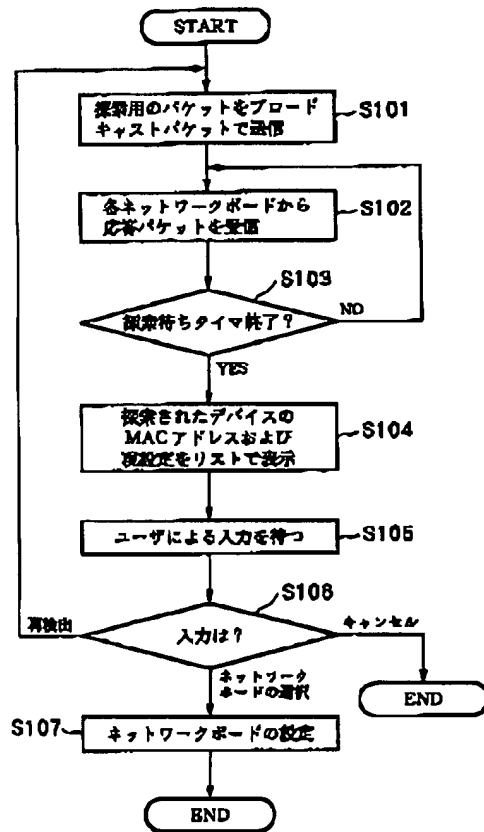 START
探索用のパケットをブロード
キャストパケットで送信
S101
各ネットワークボードから
応答パケットを受信
S102
S103
探索待ちタイマ終了?
NO
YES
探索されたデバイスの
MACアドレスおよび
現設定をリストで表示
S104
ユーザによる入力を待つ
S105
S106
再検出
入力は?
キャンセル
ネットワーク
ボードの選択
END
S107
ネットワークボードの設定
END